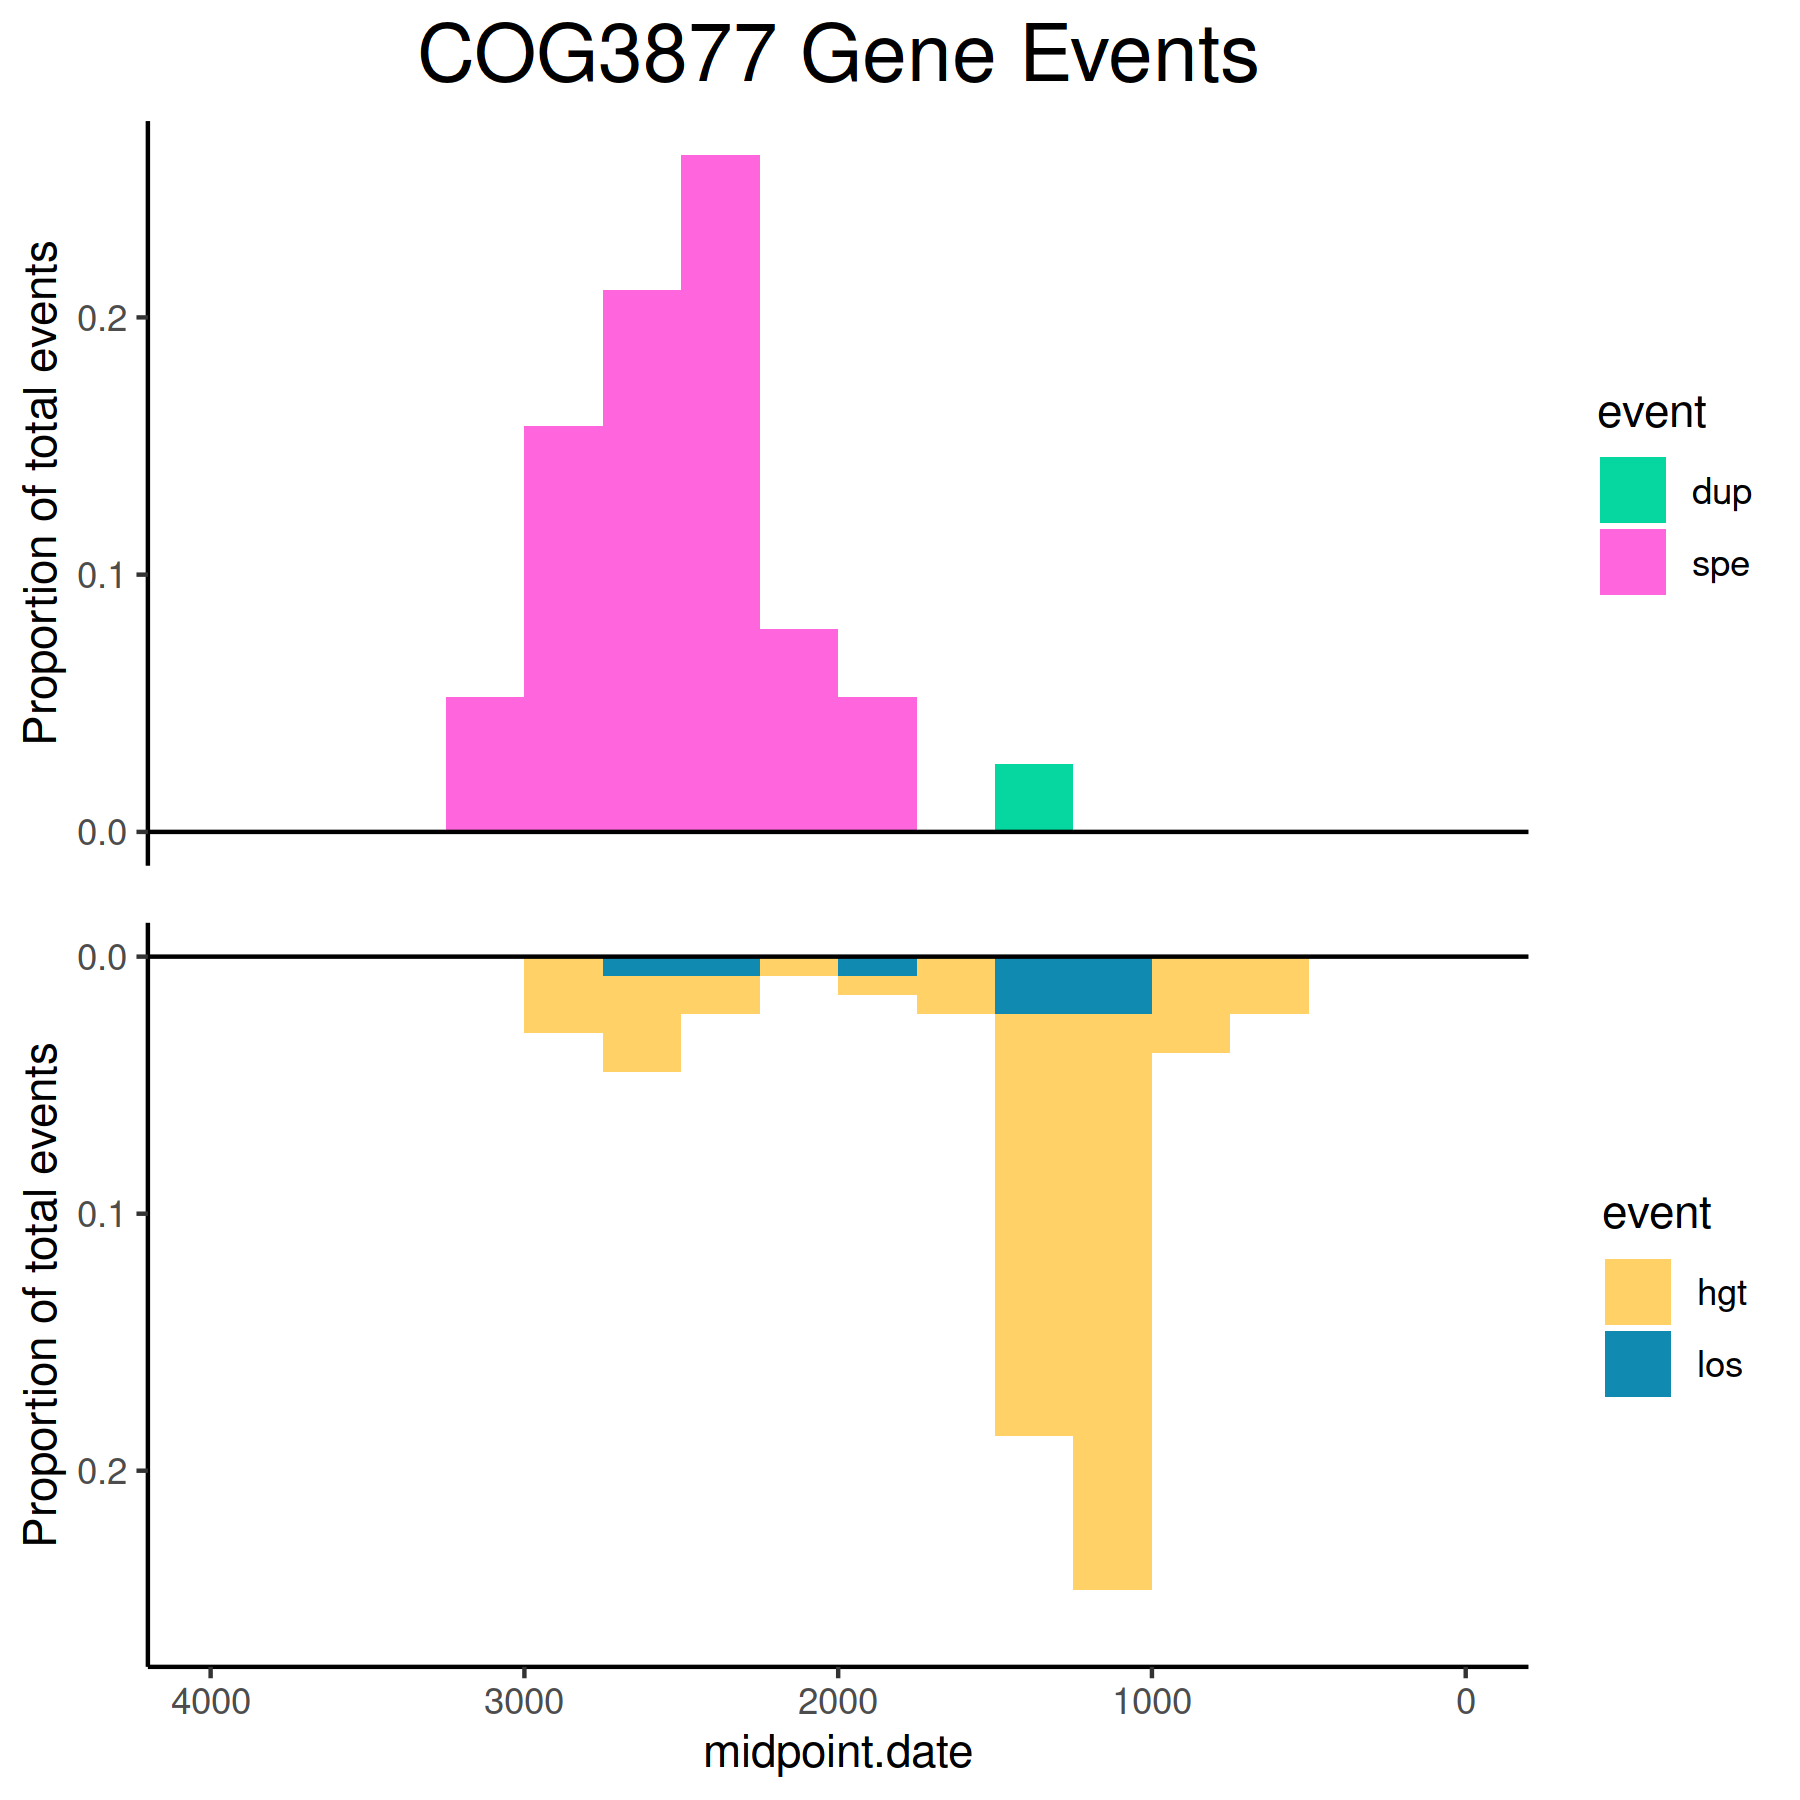 COG3877 Gene Events
Proportion of total events
0.2
0.1
0.0
event
dup
spe
Proportion of total events
0.0
0.1
0.2
event
hgt
los
4000 3000 2000 1000 0
midpoint.date